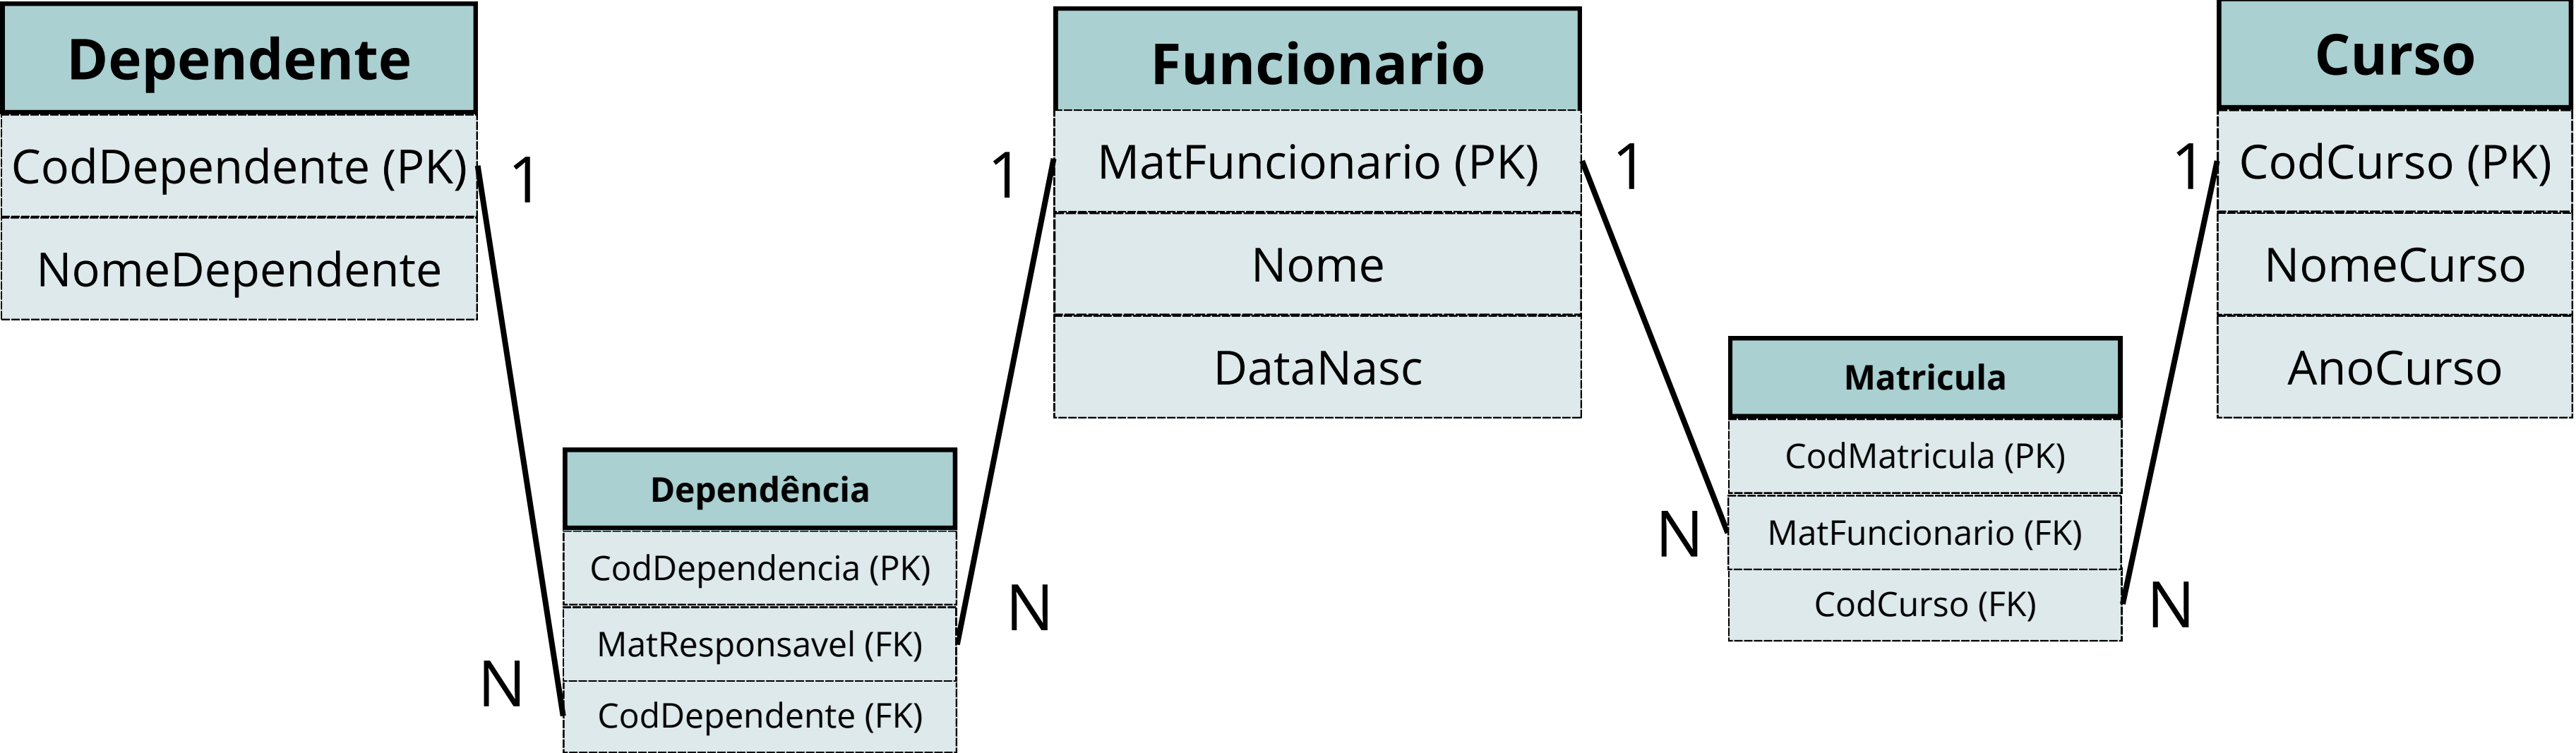 Dependente
CodDependente (PK)
NomeDependente
1
N
Dependência
CodDependencia (PK)
MatResponsavel (FK)
CodDependente (FK)
1
N
Funcionario
MatFuncionario (PK)
Nome
DataNasc
1
N
Matricula
CodMatricula (PK)
MatFuncionario (FK)
CodCurso (FK)
1
N
Curso
CodCurso (PK)
NomeCurso
AnoCurso